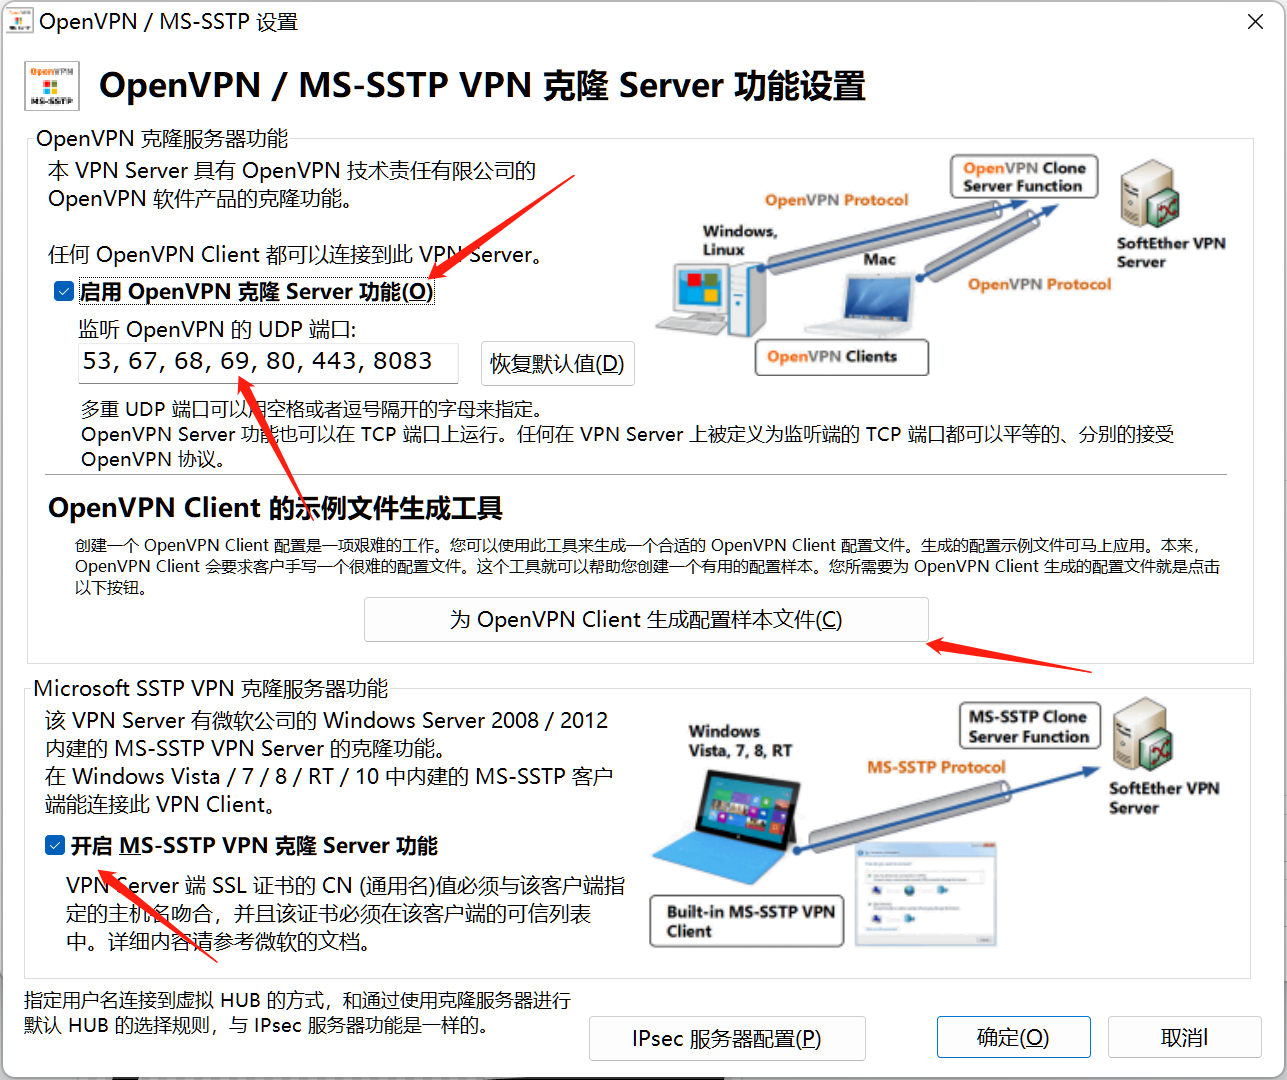 OpenVPN / MS-SSTP 设置
OpenVPN
MS-SSTP
OpenVPN / MS-SSTP VPN 克隆 Server 功能设置
OpenVPN 克隆服务器功能
本 VPN Server 具有 OpenVPN 技术责任有限公司的
OpenVPN 软件产品的克隆功能。
任何 OpenVPN Client 都可以连接到此 VPN Server。
启用 OpenVPN 克隆 Server 功能(O)
监听 OpenVPN 的 UDP 端口:
53, 67, 68, 69, 80, 443, 8083
恢复默认值(D)
OpenVPN Clone
Server Function
OpenVPN Protocol
Windows,
Linux
Mac
SoftEther VPN
Server
OpenVPN Protocol
OpenVPN Clients
多重 UDP 端口可以用空格或者逗号隔开的字母来指定。
OpenVPN Server 功能也可以在 TCP 端口上运行。任何在 VPN Server 上被定义为监听端的 TCP 端口都可以平等的、分别的接受
OpenVPN 协议。
OpenVPN Client 的示例文件生成工具
创建一个 OpenVPN Client 配置是一项艰难的工作。您可以使用此工具来生成一个合适的 OpenVPN Client 配置文件。生成的配置示例文件可马上应用。本来，
OpenVPN Client 会要求客户手写一个很难的配置文件。这个工具就可以帮助您创建一个有用的配置样本。您所需要为 OpenVPN Client 生成的配置文件就是点击
以下按钮。
为 OpenVPN Client 生成配置样本文件(C)
Microsoft SSTP VPN 克隆服务器功能
该 VPN Server 有微软公司的 Windows Server 2008 / 2012
内建的 MS-SSTP VPN Server 的克隆功能。
在 Windows Vista / 7 / 8 / RT / 10 中内建的 MS-SSTP 客户
端能连接此 VPN Client。
开启 MS-SSTP VPN 克隆 Server 功能
VPN Server 端 SSL 证书的 CN (通用名)值必须与该客户端指
定的主机名吻合，并且该证书必须在该客户端的可信列表
中。详细内容请参考微软的文档。
Windows
Vista, 7, 8, RT
MS-SSTP Clone
Server Function
MS-SSTP Protocol
SoftEther VPN
Server
Built-in MS-SSTP VPN
Client
指定用户名连接到虚拟 HUB 的方式，和通过使用克隆服务器进行
默认 HUB 的选择规则，与 IPsec 服务器功能是一样的。
IPsec 服务器配置(P)
确定(O)
取消l